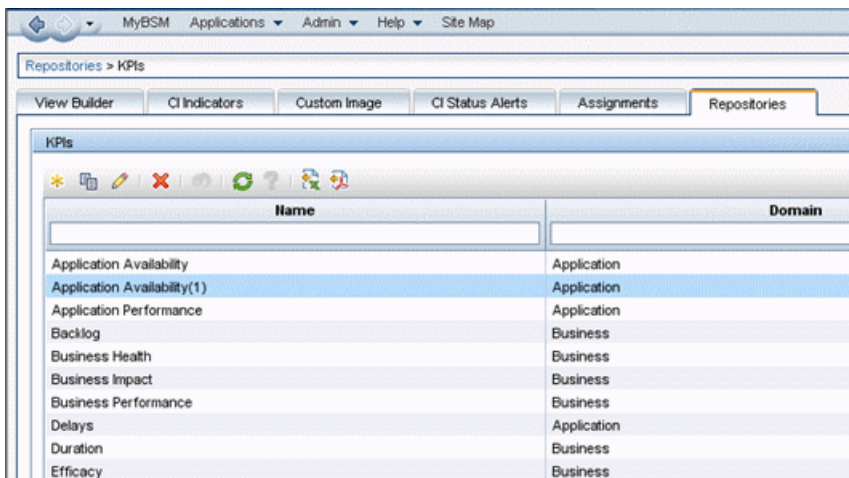 MyBSM Applications Admin Help Site Map
Repositories > KPIs
View Builder CI Indicators Custom Image CI Status Alerts Assignments Repositories
KPIs
Name Domain
Application Availability Application
Application Availability(1) Application
Application Performance Application
Backlog Business
Business Health Business
Business Impact Business
Business Performance Business
Delays Application
Duration Business
Efficacy Business